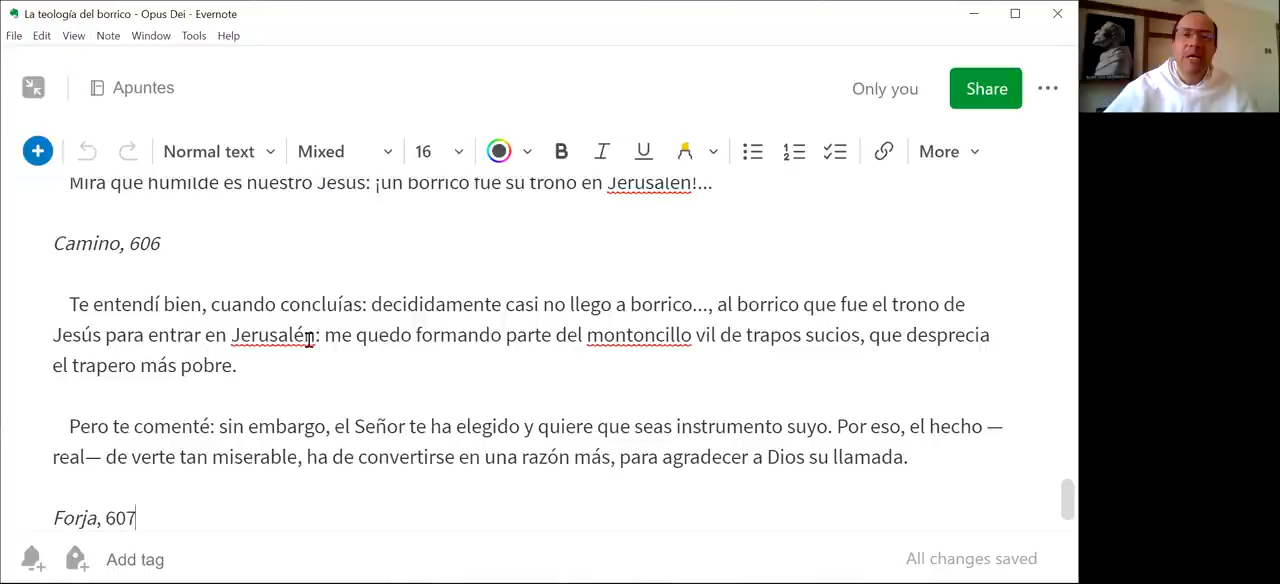 La teología del borrico - Opus Dei - Evernote
File Edit View Note Window Tools Help
Apuntes
Only you
Share
Normal text
Mixed
16
B I U
More
Mira qué humilde es nuestro Jesús: ¡un borrico fue su trono en Jerusalén!...
Camino, 606
Te entendí bien, cuando concluías: decididamente casi no llego a borrico..., al borrico que fue el trono de
Jesús para entrar en Jerusalén: me quedo formando parte del montoncillo vil de trapos sucios, que desprecia
el trapero más pobre.
Pero te comenté: sin embargo, el Señor te ha elegido y quiere que seas instrumento suyo. Por eso, el hecho —
real— de verte tan miserable, ha de convertirse en una razón más, para agradecer a Dios su llamada.
Forja, 607
Add tag
All changes saved